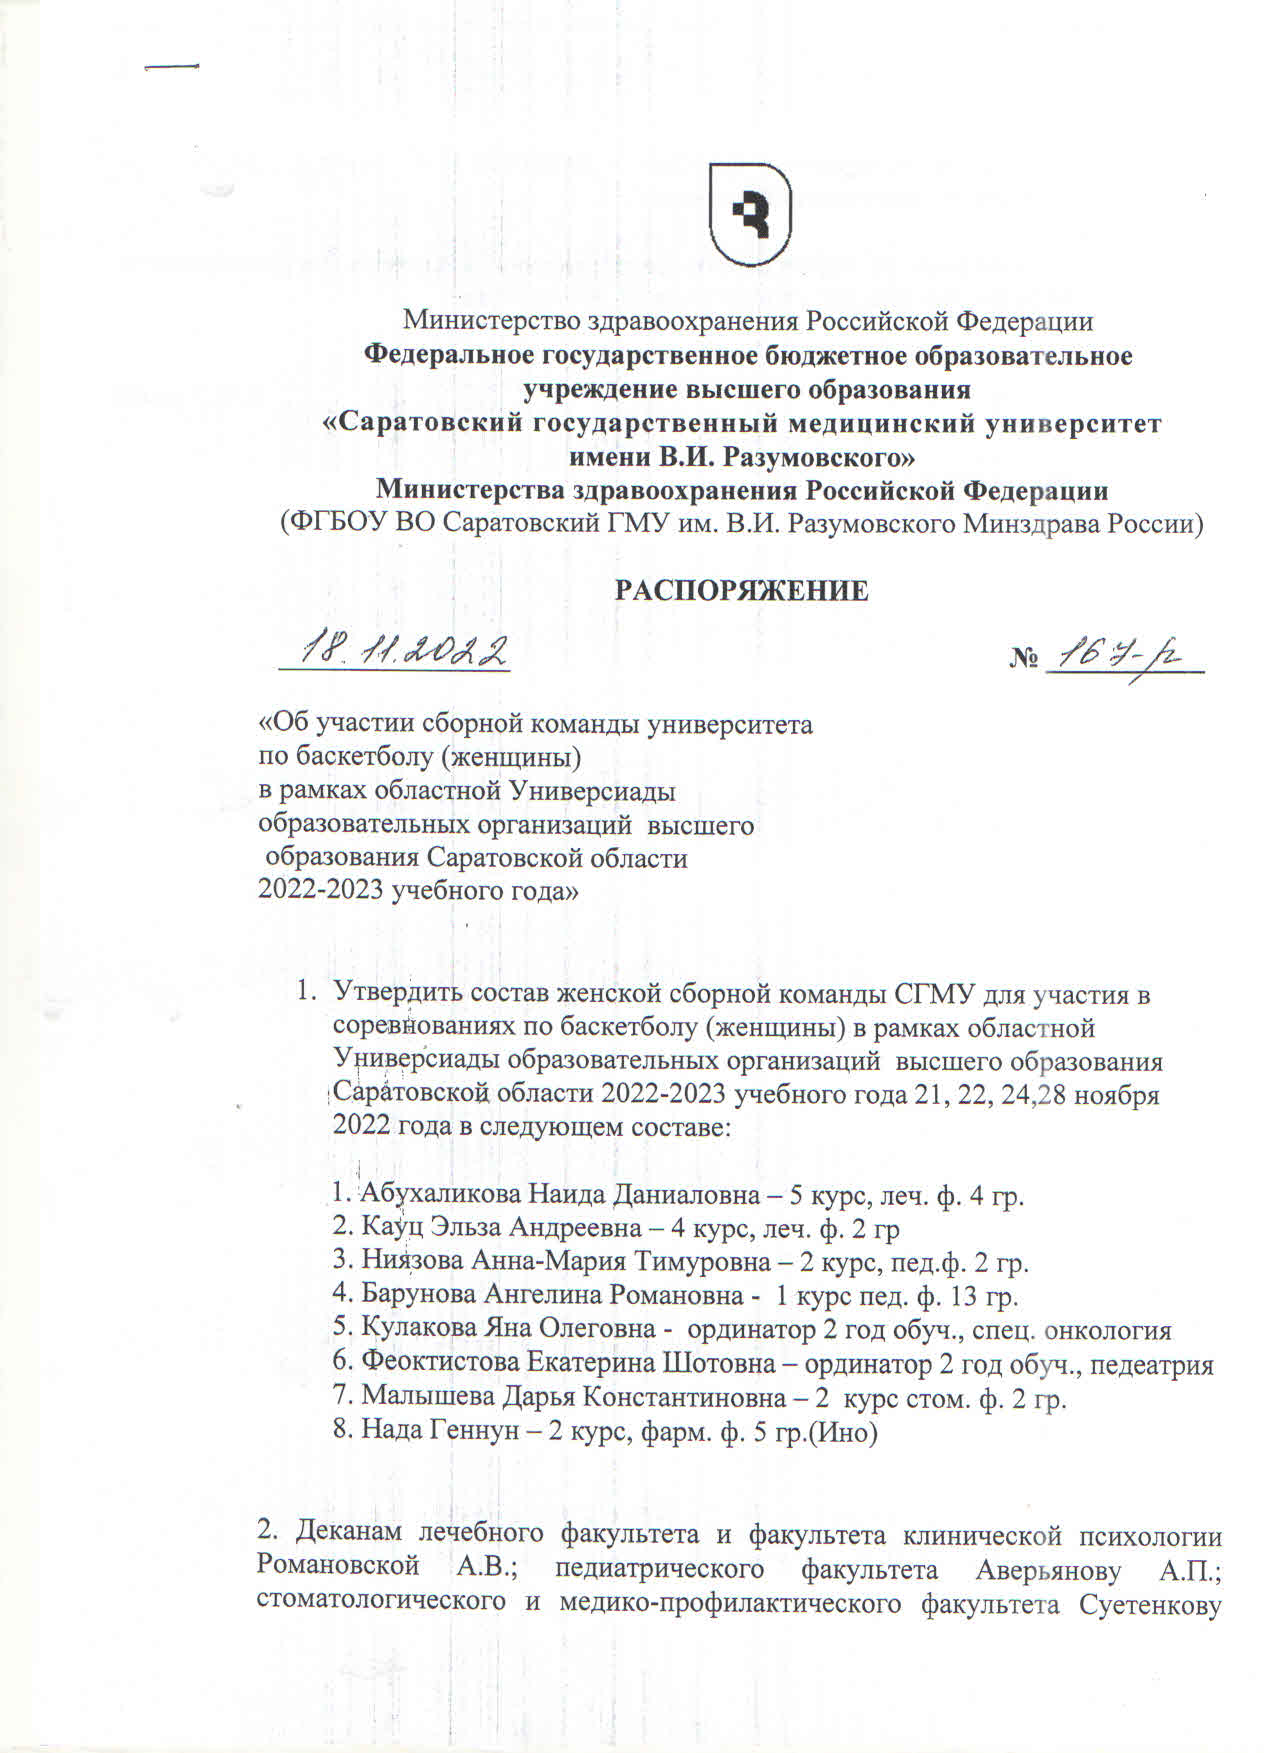 Министерство здравоохранения Российской Федерации
Федеральное государственное бюджетное образовательное
учреждение высшего образования
«Саратовский государственный медицинский университет
имени В.И. Разумовского»
Министерства здравоохранения Российской Федерации
(ФГБОУ ВО Саратовский ГМУ им. В.И. Разумовского Минздрава России)
РАСПОРЯЖЕНИЕ
18.11.2022 № 167-р
«Об участии сборной команды университета
по баскетболу (женщины)
в рамках областной Универсиады
образовательных организаций высшего
образования Саратовской области
2022-2023 учебного года»
1. Утвердить состав женской сборной команды СГМУ для участия в
соревнованиях по баскетболу (женщины) в рамках областной
Универсиады образовательных организаций высшего образования
Саратовской области 2022-2023 учебного года 21, 22, 24,28 ноября
2022 года в следующем составе:
1. Абухаликова Наида Даниаловна – 5 курс, леч. ф. 4 гр.
2. Кауц Эльза Андреевна – 4 курс, леч. ф. 2 гр
3. Ниязова Анна-Мария Тимуровна – 2 курс, пед.ф. 2 гр.
4. Барунова Ангелина Романовна - 1 курс пед. ф. 13 гр.
5. Кулакова Яна Олеговна - ординатор 2 год обуч., спец. онкология
6. Феоктистова Екатерина Шотовна – ординатор 2 год обуч., педеатрия
7. Малышева Дарья Константиновна – 2 курс стом. ф. 2 гр.
8. Нада Геннун – 2 курс, фарм. ф. 5 гр.(Ино)
2. Деканам лечебного факультета и факультета клинической психологии
Романовской А.В.; педиатрического факультета Аверьянову А.П.;
стоматологического и медико-профилактического факультета Суетенкову